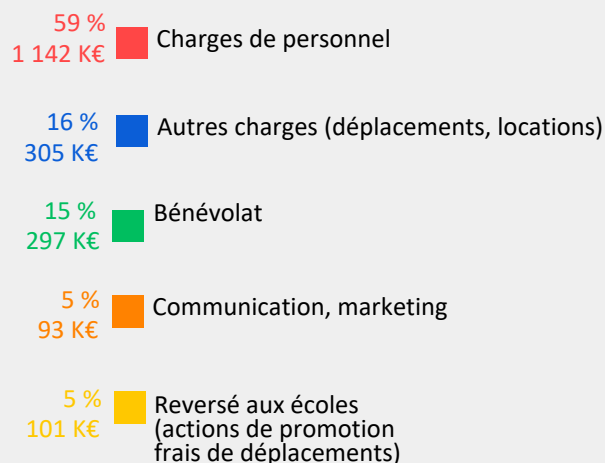 59 %
1 142 K€
Charges de personnel
16 %
305 K€
Autres charges (déplacements, locations)
15 %
297 K€
Bénévolat
5 %
93 K€
Communication, marketing
5 %
101 K€
Reversé aux écoles
(actions de promotion
frais de déplacements)